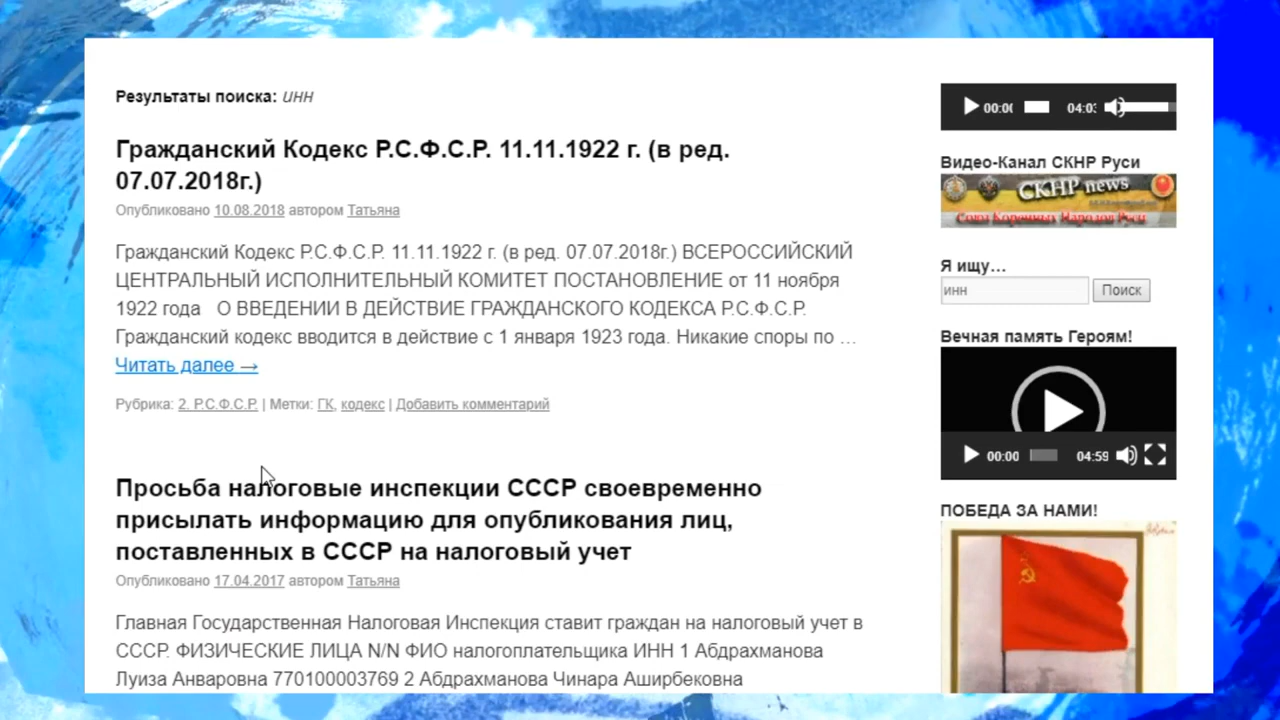 Результаты поиска: инн
Гражданский Кодекс Р.С.Ф.С.Р. 11.11.1922 г. (в ред.
07.07.2018г.)
Опубликовано 10.08.2018 автором Татьяна
Гражданский Кодекс Р.С.Ф.С.Р. 11.11.1922 г. (в ред. 07.07.2018г.) ВСЕРОССИЙСКИЙ
ЦЕНТРАЛЬНЫЙ ИСПОЛНИТЕЛЬНЫЙ КОМИТЕТ ПОСТАНОВЛЕНИЕ от 11 ноября
1922 года О ВВЕДЕНИИ В ДЕЙСТВИЕ ГРАЖДАНСКОГО КОДЕКСА Р.С.Ф.С.Р.
Гражданский кодекс вводится в действие с 1 января 1923 года. Никакие споры по …
Читать далее →
Рубрика: 2. Р.С.Ф.С.Р. | Метки: ГК, кодекс | Добавить комментарий
Просьба налоговые инспекции СССР своевременно
присылать информацию для опубликования лиц,
поставленных в СССР на налоговый учет
Опубликовано 17.04.2017 автором Татьяна
Главная Государственная Налоговая Инспекция ставит граждан на налоговый учет в
СССР. ФИЗИЧЕСКИЕ ЛИЦА N/N ФИО налогоплательщика ИНН 1 Абдрахманова
Луиза Анваровна 770100003769 2 Абдрахманова Чинара Аширбековна
00:00 04:03
Видео-Канал СКНР Руси
СКНР news
Союз Коренных Народов Руси
Я ищу…
инн Поиск
Вечная память Героям!
00:00 04:59
ПОБЕДА ЗА НАМИ!